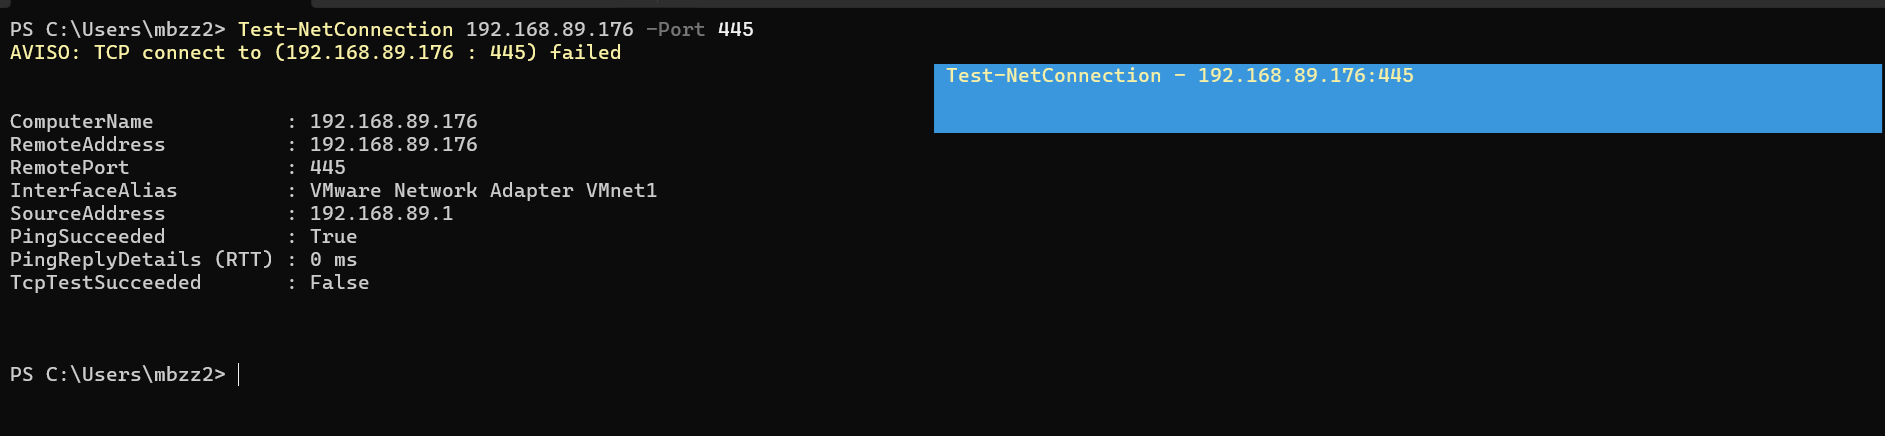 PS C:\Users\mbzz2> Test-NetConnection 192.168.89.176 -Port 445
AVISO: TCP connect to (192.168.89.176 : 445) failed
Test-NetConnection - 192.168.89.176:445
ComputerName           : 192.168.89.176
RemoteAddress          : 192.168.89.176
RemotePort             : 445
InterfaceAlias         : VMware Network Adapter VMnet1
SourceAddress          : 192.168.89.1
PingSucceeded          : True
PingReplyDetails (RTT) : 0 ms
TcpTestSucceeded       : False
PS C:\Users\mbzz2>